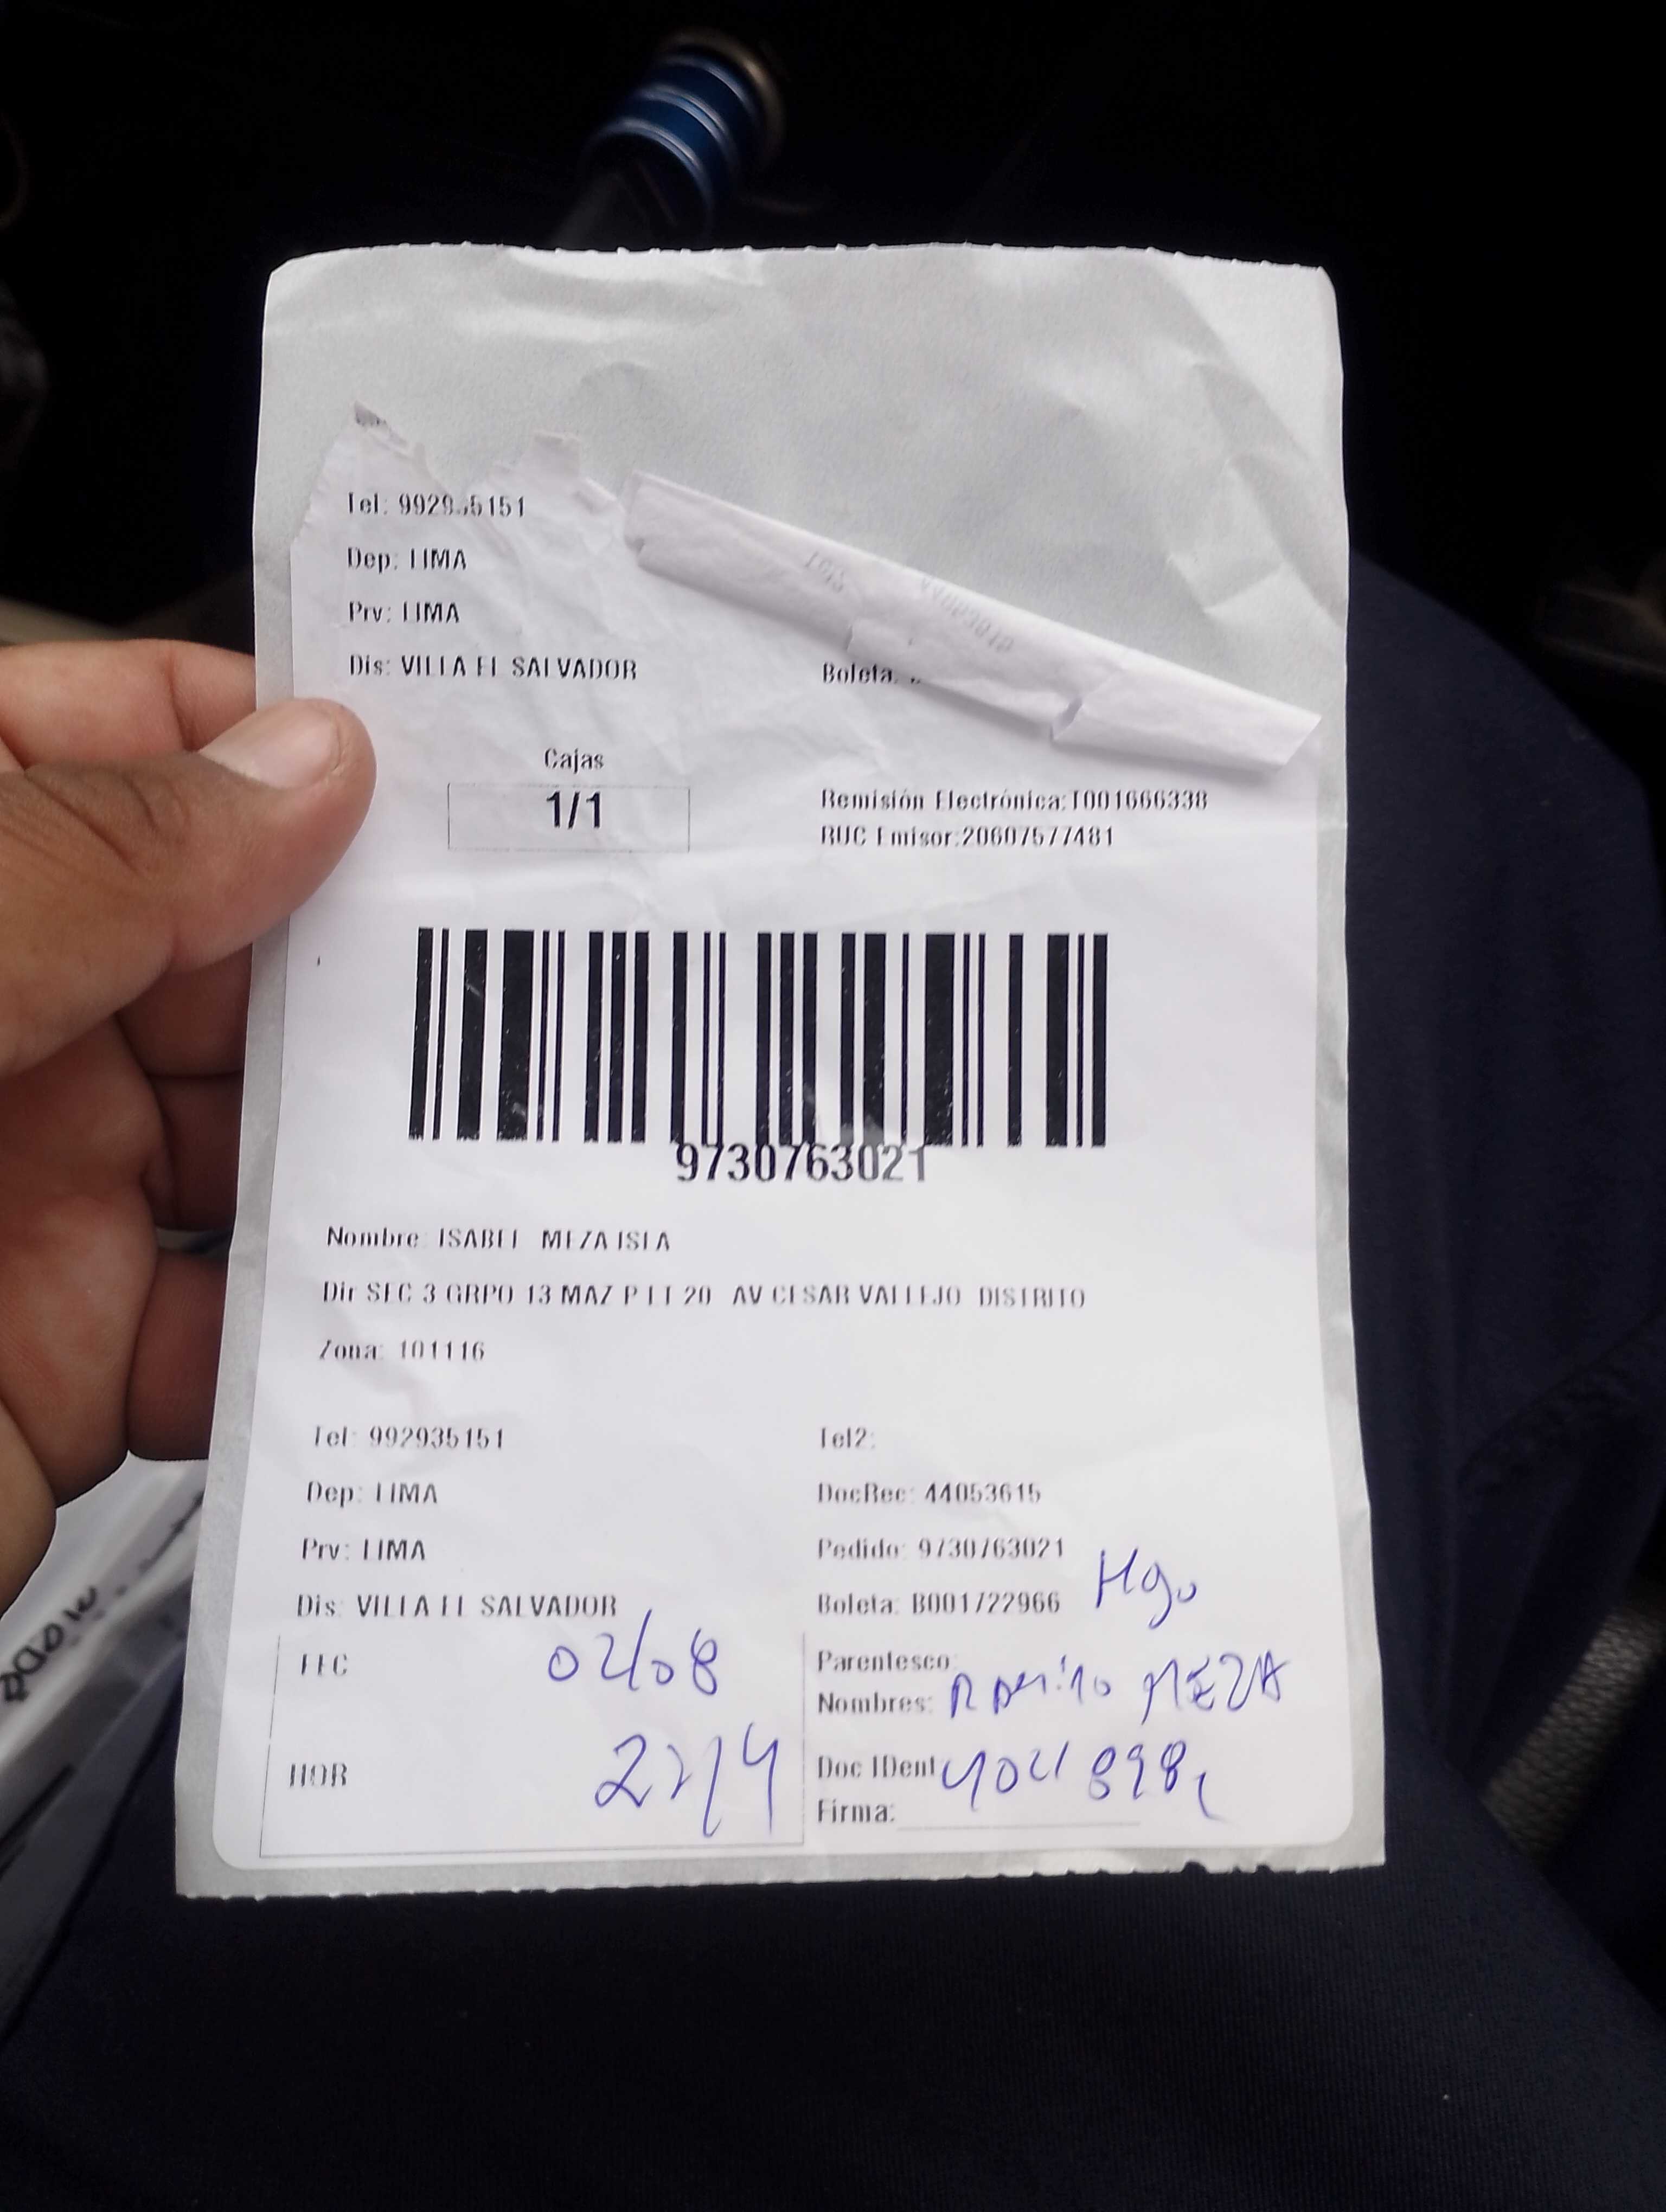 Tel: 992935151
Dep: LIMA
Prv: LIMA
Dis: VILLA EL SALVADOR
Boleta:
Cajas
1/1
Remisión Electrónica:T001666338
RUC Emisor:20607577481
9730763021
Nombre: ISABEL MEZA ISLA
Dir SEC 3 GRPO 13 MAZ P LT 20 AV CESAR VALLEJO DISTRITO
Zona: 101116
Tel: 992935151 Tel2:
Dep: LIMA DocRec: 44053615
Prv: LIMA Pedido: 9730763021
Dis: VILLA EL SALVADOR Boleta: B001722966
FEC 02/08 Parentesco:
Nombres: MEZA
HOR Doc IDent
Firma: